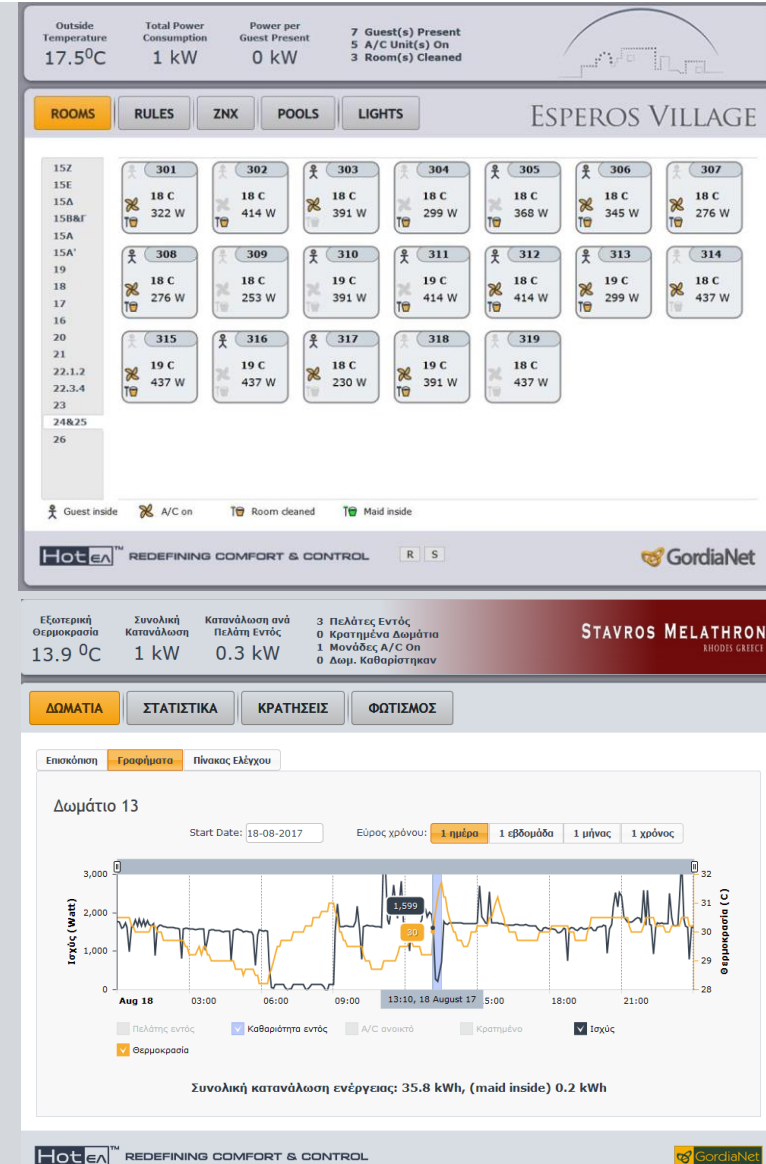 Outside Temperature
17.5⁰C
Total Power Consumption
1 kW
Power per Guest Present
0 kW
7 Guest(s) Present
5 A/C Unit(s) On
3 Room(s) Cleaned
ROOMS RULES ZNX POOLS LIGHTS
ESPEROS VILLAGE
15Z
15E
15Δ
15B&Γ
15A
15A'
19
18
17
16
20
21
22.1.2
22.3.4
23
24&25
26
301 302 303 304 305 306 307
18 C 18 C 18 C 18 C 18 C 18 C 18 C
322 W 414 W 391 W 299 W 368 W 345 W 276 W
308 309 310 311 312 313 314
18 C 18 C 19 C 19 C 18 C 19 C 18 C
276 W 253 W 391 W 414 W 414 W 299 W 437 W
315 316 317 318 319
19 C 19 C 18 C 19 C 18 C
437 W 437 W 230 W 391 W 437 W
Guest inside A/C on Room cleaned Maid inside
HotEΛ™ REDEFINING COMFORT & CONTROL R S GordiaNet
Εξωτερική Θερμοκρασία
13.9 ⁰C
Συνολική Κατανάλωση
1 kW
Κατανάλωση ανά Πελάτη Εντός
0.3 kW
3 Πελάτες Εντός
0 Κρατημένα Δωμάτια
1 Μονάδες A/C On
0 Δωμ. Καθαρίστηκαν
STAVROS MELATHRON
RHODES GREECE
ΔΩΜΑΤΙΑ ΣΤΑΤΙΣΤΙΚΑ ΚΡΑΤΗΣΕΙΣ ΦΩΤΙΣΜΟΣ
Επισκόπιση Γραφήματα Πίνακας Ελέγχου
Δωμάτιο 13
Start Date: 18-08-2017 Εύρος χρόνου: 1 ημέρα 1 εβδομάδα 1 μήνας 1 χρόνος
Ισχύς (Watt)
3,000
2,000
1,000
0
1,599
30
32
31
30
29
28
Θερμοκρασία (C)
Aug 18 03:00 06:00 09:00 13:10, 18 August 17 5:00 18:00 21:00
Πελάτης εντός Καθαριότητα εντός A/C ανοικτό Κρατημένο Ισχύς
Θερμοκρασία
Συνολική κατανάλωση ενέργειας: 35.8 kWh, (maid inside) 0.2 kWh
HotEΛ™ REDEFINING COMFORT & CONTROL GordiaNet